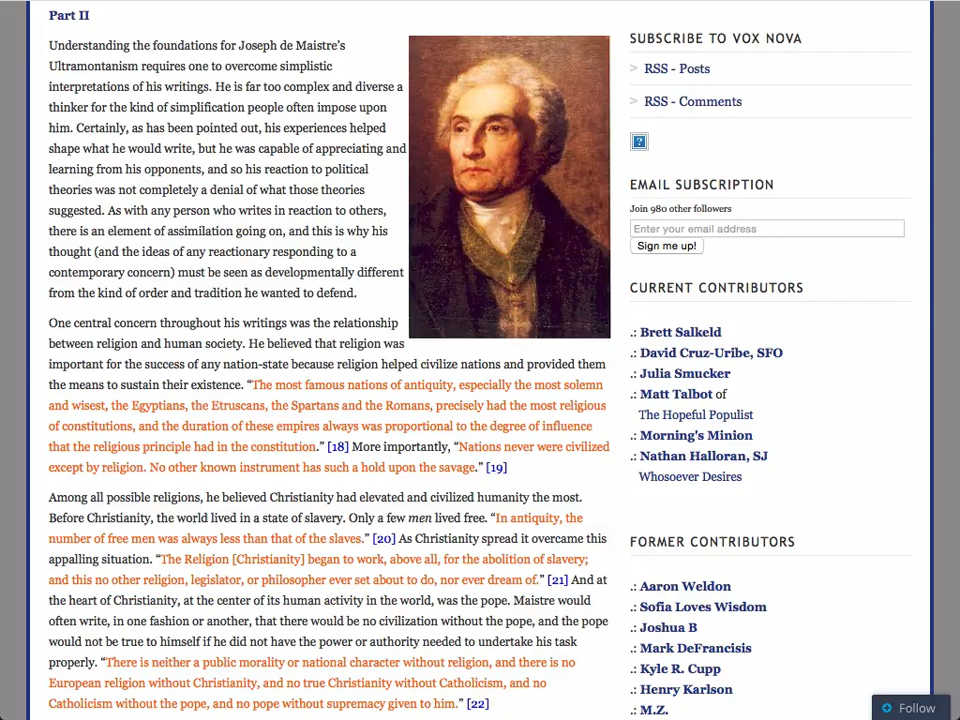 Part II
Understanding the foundations for Joseph de Maistre's
Ultramontanism requires one to overcome simplistic
interpretations of his writings. He is far too complex and diverse a
thinker for the kind of simplification people often impose upon
him. Certainly, as has been pointed out, his experiences helped
shape what he would write, but he was capable of appreciating and
learning from his opponents, and so his reaction to political
theories was not completely a denial of what those theories
suggested. As with any person who writes in reaction to others,
there is an element of assimilation going on, and this is why his
thought (and the ideas of any reactionary responding to a
contemporary concern) must be seen as developmentally different
from the kind of order and tradition he wanted to defend.
One central concern throughout his writings was the relationship
between religion and human society. He believed that religion was
important for the success of any nation-state because religion helped civilize nations and provided them
the means to sustain their existence. “The most famous nations of antiquity, especially the most solemn
and wisest, the Egyptians, the Etruscans, the Spartans and the Romans, precisely had the most religious
of constitutions, and the duration of these empires always was proportional to the degree of influence
that the religious principle had in the constitution.” [18] More importantly, “Nations never were civilized
except by religion. No other known instrument has such a hold upon the savage.” [19]
Among all possible religions, he believed Christianity had elevated and civilized humanity the most.
Before Christianity, the world lived in a state of slavery. Only a few men lived free. “In antiquity, the
number of free men was always less than that of the slaves.” [20] As Christianity spread it overcame this
appalling situation. “The Religion [Christianity] began to work, above all, for the abolition of slavery;
and this no other religion, legislator, or philosopher ever set about to do, nor ever dream of.” [21] And at
the heart of Christianity, at the center of its human activity in the world, was the pope. Maistre would
often write, in one fashion or another, that there would be no civilization without the pope, and the pope
would not be true to himself if he did not have the power or authority needed to undertake his task
properly. “There is neither a public morality or national character without religion, and there is no
European religion without Christianity, and no true Christianity without Catholicism, and no
Catholicism without the pope, and no pope without supremacy given to him.” [22]
SUBSCRIBE TO VOX NOVA
> RSS - Posts
> RSS - Comments
?
EMAIL SUBSCRIPTION
Join 980 other followers
Enter your email address
Sign me up!
CURRENT CONTRIBUTORS
.: Brett Salkeld
.: David Cruz-Uribe, SFO
.: Julia Smucker
.: Matt Talbot of
The Hopeful Populist
.: Morning's Minion
.: Nathan Halloran, SJ
Whosoever Desires
FORMER CONTRIBUTORS
.: Aaron Weldon
.: Sofia Loves Wisdom
.: Joshua B
.: Mark DeFrancisis
.: Kyle R. Cupp
.: Henry Karlson
.: M.Z.
Follow